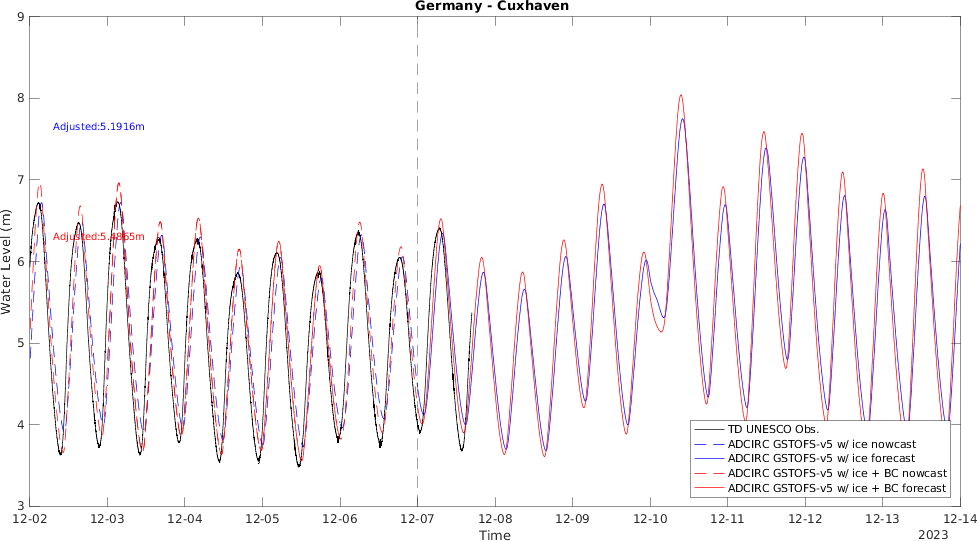 Germany - Cuxhaven
9
8
7
6
5
4
3
Water Level (m)
Adjusted:5.1916m
Adjusted:5.4865m
TD UNESCO Obs.
ADCIRC GSTOFS-v5 w/ ice nowcast
ADCIRC GSTOFS-v5 w/ ice forecast
ADCIRC GSTOFS-v5 w/ ice + BC nowcast
ADCIRC GSTOFS-v5 w/ ice + BC forecast
12-02 12-03 12-04 12-05 12-06 12-07 12-08 12-09 12-10 12-11 12-12 12-13 12-14
Time
2023